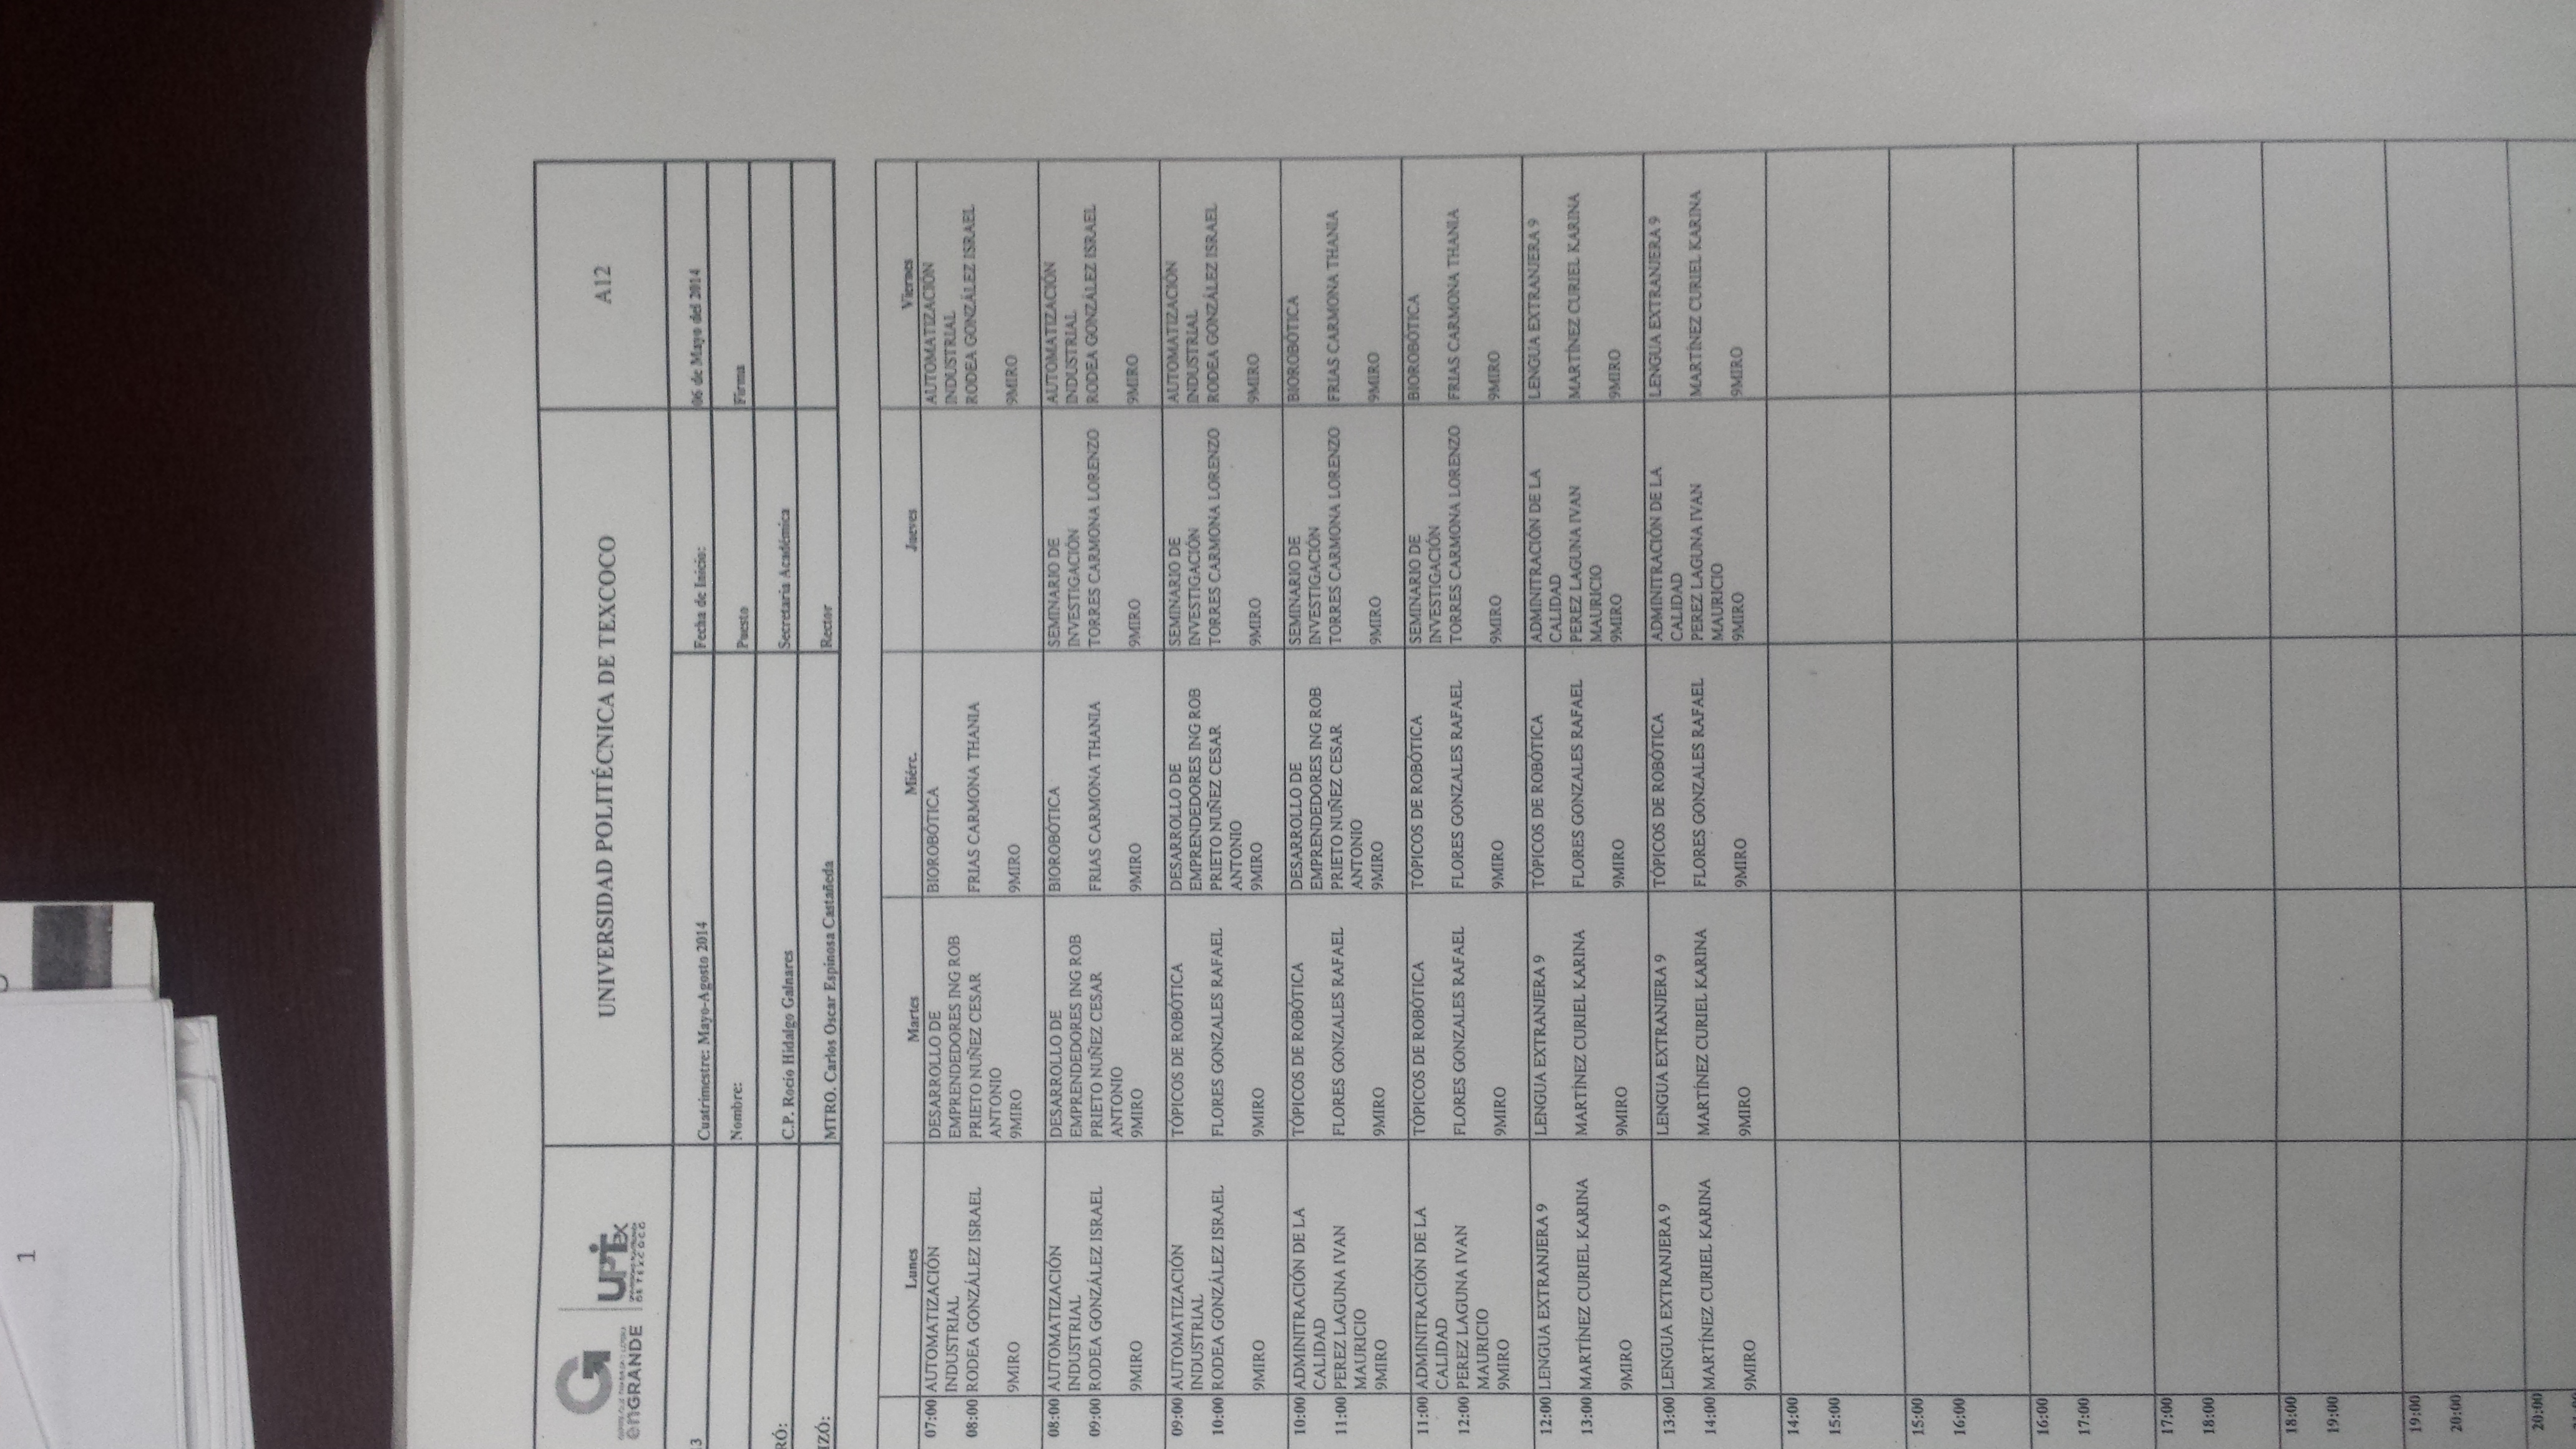 1
enGRANDE
UPTex
UNIVERSIDAD POLITÉCNICA
DE TEXCOCO
UNIVERSIDAD POLITÉCNICA DE TEXCOCO
A12
3
Cuatrimestre: Mayo-Agosto 2014
Fecha de Inicio:
06 de Mayo del 2014
Nombre:
Puesto
Firma
RÓ:
C.P. Rocío Hidalgo Galnares
Secretaria Académica
IZÓ:
MTRO. Carlos Oscar Espinosa Castañeda
Rector
Lunes
Martes
Miérc.
Jueves
Viernes
07:00
08:00
AUTOMATIZACIÓN
INDUSTRIAL
RODEA GONZÁLEZ ISRAEL
9MIRO
DESARROLLO DE
EMPRENDEDORES ING ROB
PRIETO NUÑEZ CESAR
ANTONIO
9MIRO
BIOROBÓTICA
FRIAS CARMONA THANIA
9MIRO
AUTOMATIZACIÓN
INDUSTRIAL
RODEA GONZÁLEZ ISRAEL
9MIRO
08:00
09:00
AUTOMATIZACIÓN
INDUSTRIAL
RODEA GONZÁLEZ ISRAEL
9MIRO
DESARROLLO DE
EMPRENDEDORES ING ROB
PRIETO NUÑEZ CESAR
ANTONIO
9MIRO
BIOROBÓTICA
FRIAS CARMONA THANIA
9MIRO
SEMINARIO DE
INVESTIGACIÓN
TORRES CARMONA LORENZO
9MIRO
AUTOMATIZACIÓN
INDUSTRIAL
RODEA GONZÁLEZ ISRAEL
9MIRO
09:00
10:00
AUTOMATIZACIÓN
INDUSTRIAL
RODEA GONZÁLEZ ISRAEL
9MIRO
TÓPICOS DE ROBÓTICA
FLORES GONZALES RAFAEL
9MIRO
DESARROLLO DE
EMPRENDEDORES ING ROB
PRIETO NUÑEZ CESAR
ANTONIO
9MIRO
SEMINARIO DE
INVESTIGACIÓN
TORRES CARMONA LORENZO
9MIRO
AUTOMATIZACIÓN
INDUSTRIAL
RODEA GONZÁLEZ ISRAEL
9MIRO
10:00
11:00
ADMINITRACIÓN DE LA
CALIDAD
PEREZ LAGUNA IVAN
MAURICIO
9MIRO
TÓPICOS DE ROBÓTICA
FLORES GONZALES RAFAEL
9MIRO
DESARROLLO DE
EMPRENDEDORES ING ROB
PRIETO NUÑEZ CESAR
ANTONIO
9MIRO
SEMINARIO DE
INVESTIGACIÓN
TORRES CARMONA LORENZO
9MIRO
BIOROBÓTICA
FRIAS CARMONA THANIA
9MIRO
11:00
12:00
ADMINITRACIÓN DE LA
CALIDAD
PEREZ LAGUNA IVAN
MAURICIO
9MIRO
TÓPICOS DE ROBÓTICA
FLORES GONZALES RAFAEL
9MIRO
TÓPICOS DE ROBÓTICA
FLORES GONZALES RAFAEL
9MIRO
SEMINARIO DE
INVESTIGACIÓN
TORRES CARMONA LORENZO
9MIRO
BIOROBÓTICA
FRIAS CARMONA THANIA
9MIRO
12:00
13:00
LENGUA EXTRANJERA 9
MARTÍNEZ CURIEL KARINA
9MIRO
LENGUA EXTRANJERA 9
MARTÍNEZ CURIEL KARINA
9MIRO
TÓPICOS DE ROBÓTICA
FLORES GONZALES RAFAEL
9MIRO
ADMINITRACIÓN DE LA
CALIDAD
PEREZ LAGUNA IVAN
MAURICIO
9MIRO
LENGUA EXTRANJERA 9
MARTÍNEZ CURIEL KARINA
9MIRO
13:00
14:00
LENGUA EXTRANJERA 9
MARTÍNEZ CURIEL KARINA
9MIRO
LENGUA EXTRANJERA 9
MARTÍNEZ CURIEL KARINA
9MIRO
TÓPICOS DE ROBÓTICA
FLORES GONZALES RAFAEL
9MIRO
ADMINITRACIÓN DE LA
CALIDAD
PEREZ LAGUNA IVAN
MAURICIO
9MIRO
LENGUA EXTRANJERA 9
MARTÍNEZ CURIEL KARINA
9MIRO
14:00
15:00
15:00
16:00
16:00
17:00
17:00
18:00
18:00
19:00
19:00
20:00
20:00